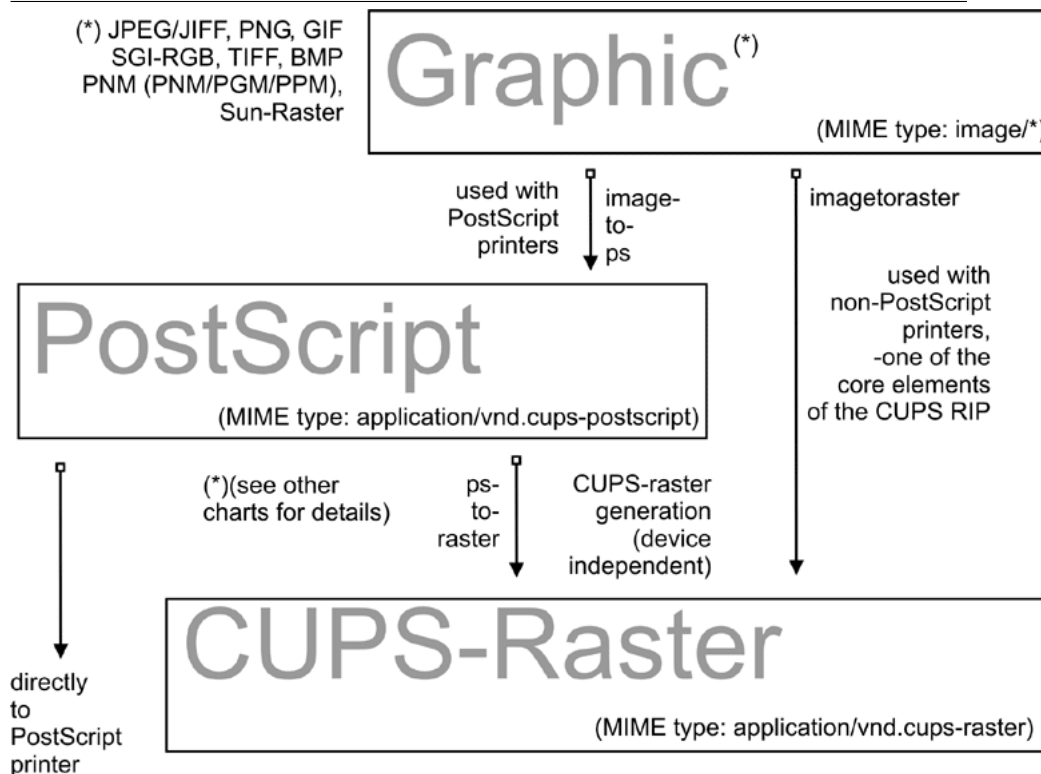 (*) JPEG/JIFF, PNG, GIF
SGI-RGB, TIFF, BMP
PNM (PNM/PGM/PPM),
Sun-Raster
Graphic(*)
(MIME type: image/*)
used with
PostScript
printers
image-
to-
ps
imagetoraster
used with
non-PostScript
printers,
-one of the
core elements
of the CUPS RIP
PostScript
(MIME type: application/vnd.cups-postscript)
(*)(see other
charts for details)
ps-
to-
raster
CUPS-raster
generation
(device
independent)
CUPS-Raster
(MIME type: application/vnd.cups-raster)
directly
to
PostScript
printer